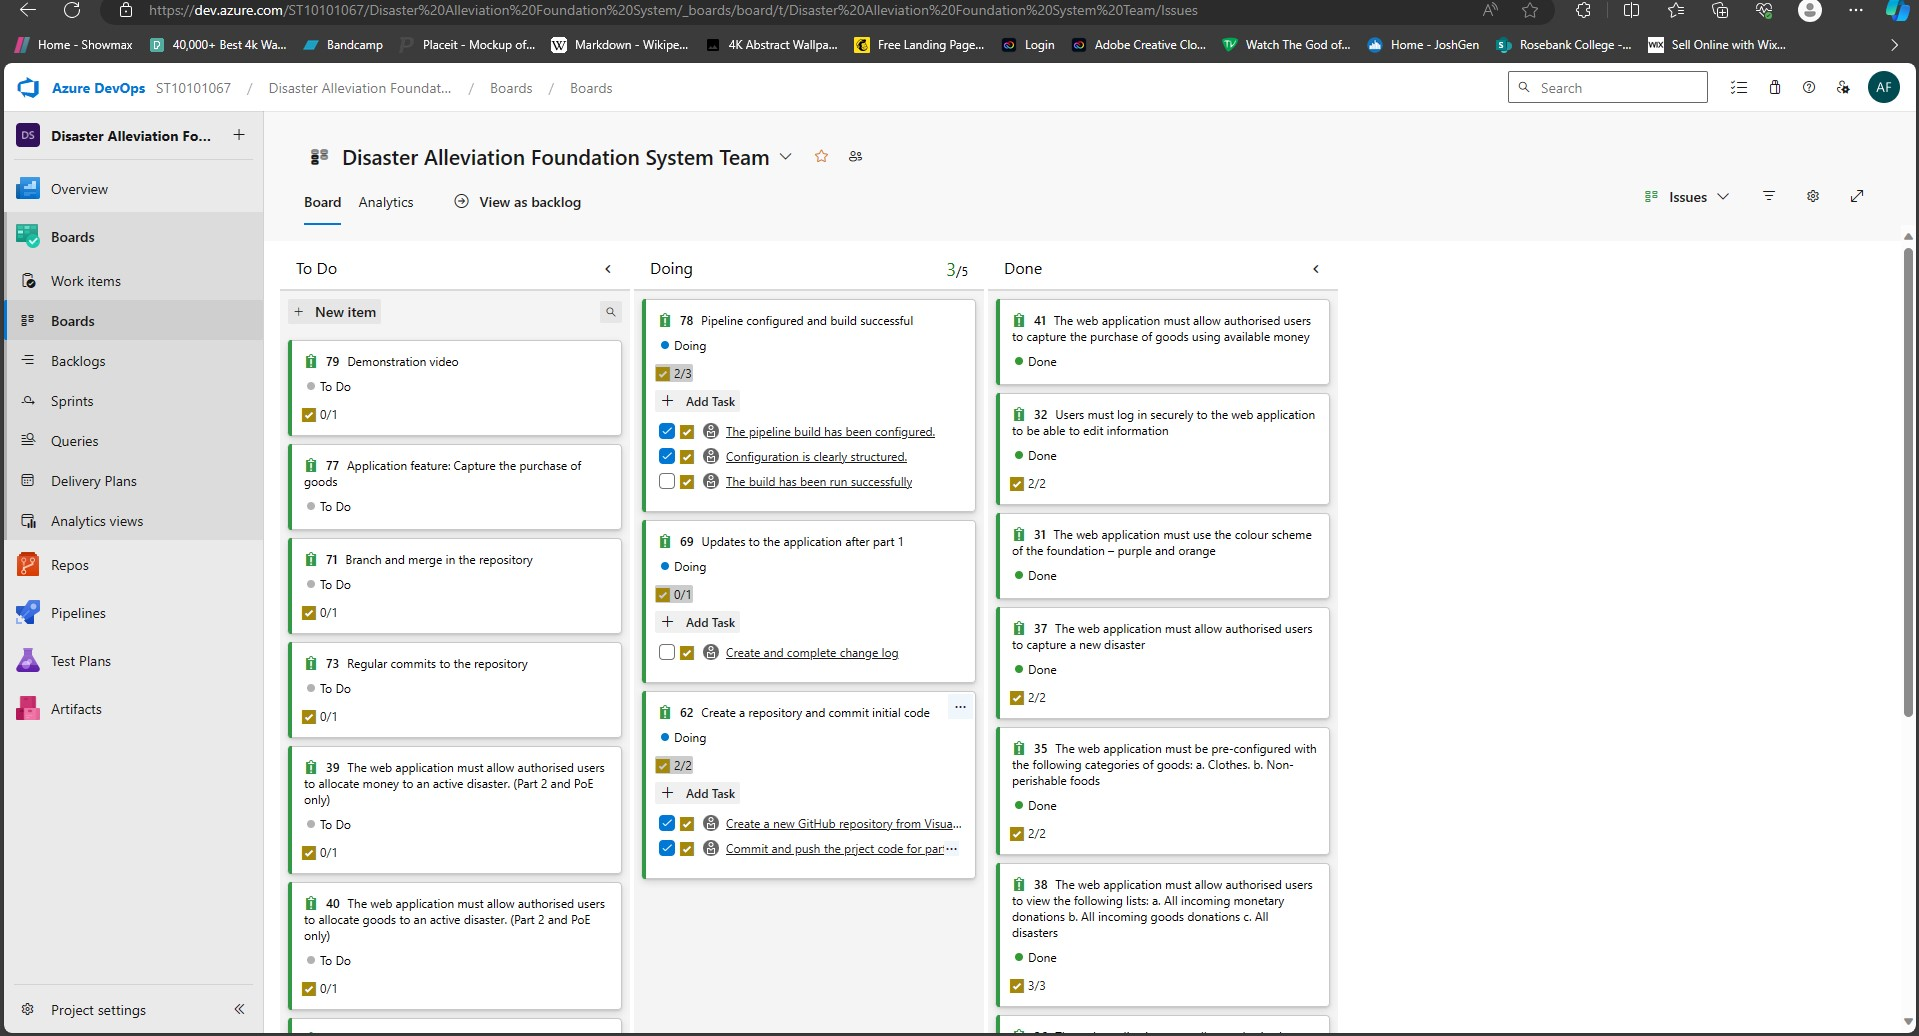 https://dev.azure.com/ST10101067/Disaster%20Alleviation%20Foundation%20System/_boards/board/t/Disaster%20Alleviation%20Foundation%20System%20Team/Issues
Home - Showmax
40,000+ Best 4k Wa...
Bandcamp
Placeit - Mockup of...
Markdown - Wikipe...
4K Abstract Wallpa...
Free Landing Page...
Login
Adobe Creative Clo...
Watch The God of...
Home - JoshGen
Rosebank College -...
Sell Online with Wix...
Azure DevOps ST10101067 / Disaster Alleviation Foundat... / Boards / Boards
Search
AF
DS Disaster Alleviation Fo... +
Overview
Boards
Work items
Boards
Backlogs
Sprints
Queries
Delivery Plans
Analytics views
Repos
Pipelines
Test Plans
Artifacts
Project settings
Disaster Alleviation Foundation System Team
Board
Analytics
View as backlog
Issues
To Do
+ New item
79 Demonstration video
To Do
0/1
77 Application feature: Capture the purchase of
goods
To Do
71 Branch and merge in the repository
To Do
0/1
73 Regular commits to the repository
To Do
0/1
39 The web application must allow authorised users
to allocate money to an active disaster. (Part 2 and PoE
only)
To Do
0/1
40 The web application must allow authorised users
to allocate goods to an active disaster. (Part 2 and PoE
only)
To Do
0/1
Doing 3/5
78 Pipeline configured and build successful
Doing
2/3
+ Add Task
The pipeline build has been configured.
Configuration is clearly structured.
The build has been run successfully
69 Updates to the application after part 1
Doing
0/1
+ Add Task
Create and complete change log
62 Create a repository and commit initial code
Doing
2/2
+ Add Task
Create a new GitHub repository from Visua...
Commit and push the prject code for par...
Done
41 The web application must allow authorised users
to capture the purchase of goods using available money
Done
32 Users must log in securely to the web application
to be able to edit information
Done
2/2
31 The web application must use the colour scheme
of the foundation – purple and orange
Done
37 The web application must allow authorised users
to capture a new disaster
Done
2/2
35 The web application must be pre-configured with
the following categories of goods: a. Clothes. b. Non-
perishable foods
Done
2/2
38 The web application must allow authorised users
to view the following lists: a. All incoming monetary
donations b. All incoming goods donations c. All
disasters
Done
3/3